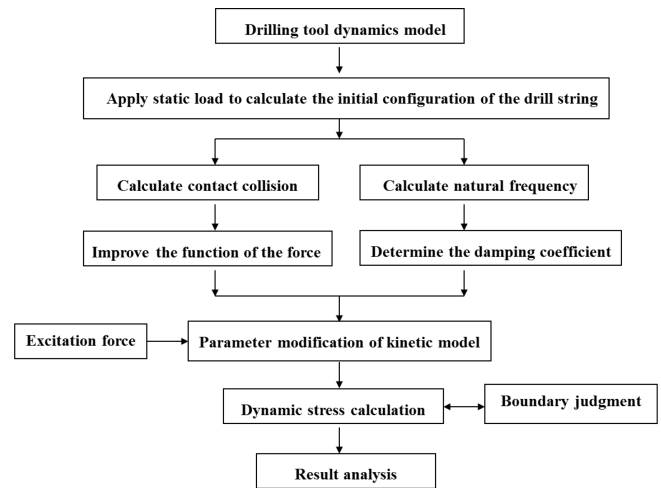 Drilling tool dynamics model
Apply static load to calculate the initial configuration of the drill string
Calculate contact collision
Calculate natural frequency
Improve the function of the force
Determine the damping coefficient
Excitation force
Parameter modification of kinetic model
Dynamic stress calculation
Boundary judgment
Result analysis